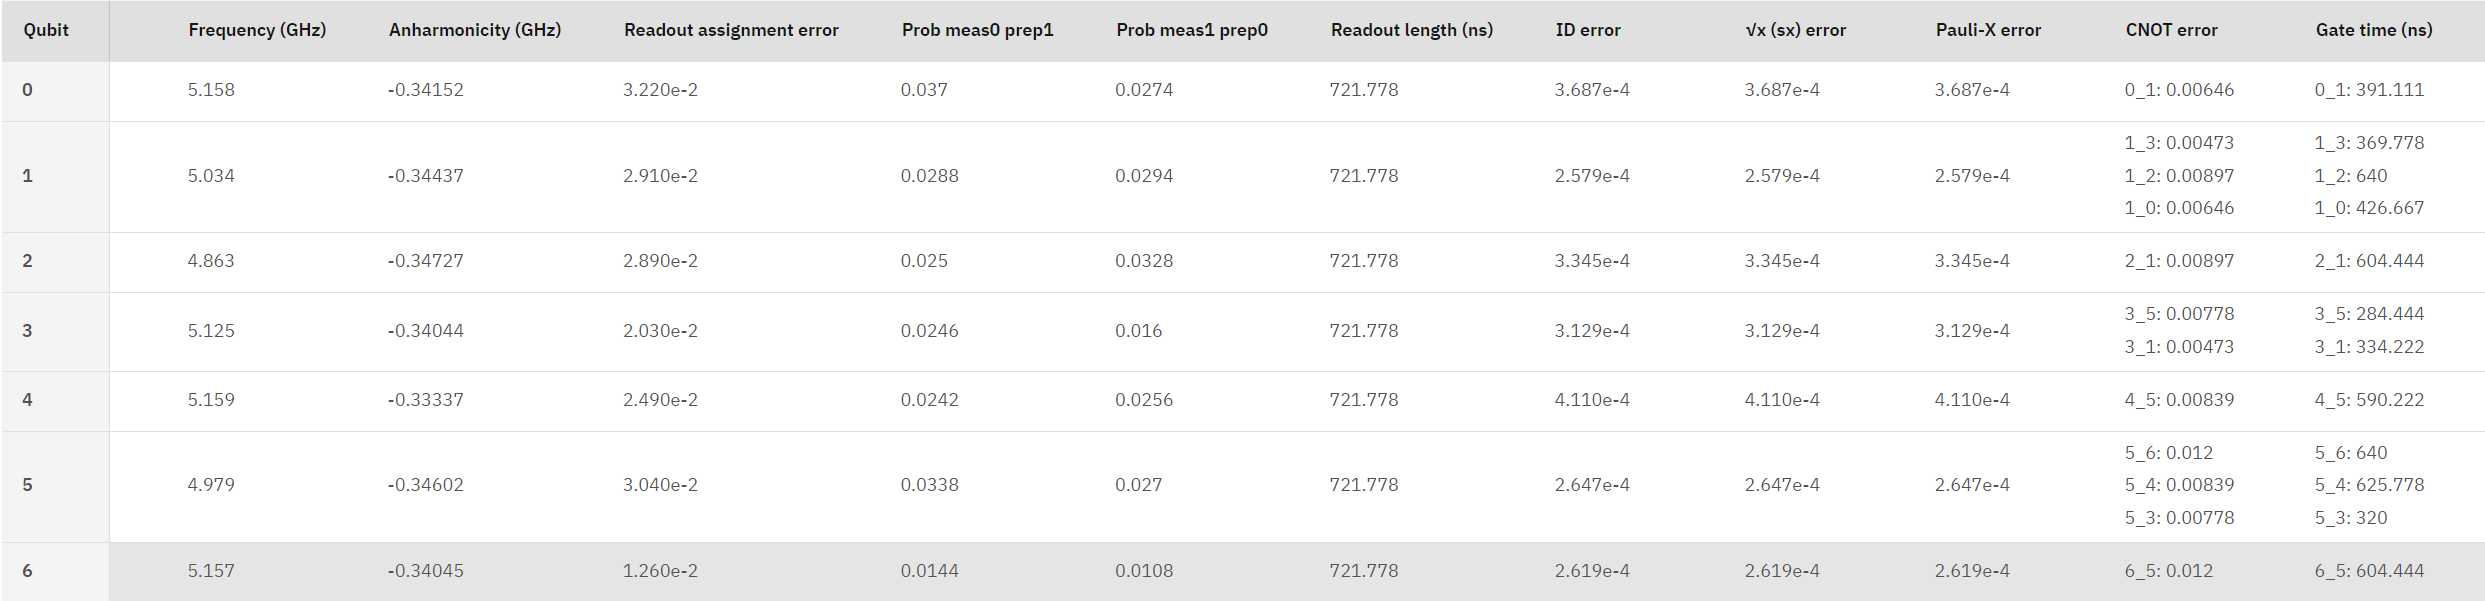 Qubit Frequency (GHz) Anharmonicity (GHz) Readout assignment error Prob meas0 prep1 Prob meas1 prep0 Readout length (ns) ID error √x (sx) error Pauli-X error CNOT error Gate time (ns)
0 5.158 -0.34152 3.220e-2 0.037 0.0274 721.778 3.687e-4 3.687e-4 3.687e-4 0_1: 0.00646 0_1: 391.111
1_3: 0.00473 1_3: 369.778
1 5.034 -0.34437 2.910e-2 0.0288 0.0294 721.778 2.579e-4 2.579e-4 2.579e-4 1_2: 0.00897 1_2: 640
1_0: 0.00646 1_0: 426.667
2 4.863 -0.34727 2.890e-2 0.025 0.0328 721.778 3.345e-4 3.345e-4 3.345e-4 2_1: 0.00897 2_1: 604.444
3_5: 0.00778 3_5: 284.444
3 5.125 -0.34044 2.030e-2 0.0246 0.016 721.778 3.129e-4 3.129e-4 3.129e-4
3_1: 0.00473 3_1: 334.222
4 5.159 -0.33337 2.490e-2 0.0242 0.0256 721.778 4.110e-4 4.110e-4 4.110e-4 4_5: 0.00839 4_5: 590.222
5_6: 0.012 5_6: 640
5 4.979 -0.34602 3.040e-2 0.0338 0.027 721.778 2.647e-4 2.647e-4 2.647e-4 5_4: 0.00839 5_4: 625.778
5_3: 0.00778 5_3: 320
6 5.157 -0.34045 1.260e-2 0.0144 0.0108 721.778 2.619e-4 2.619e-4 2.619e-4 6_5: 0.012 6_5: 604.444